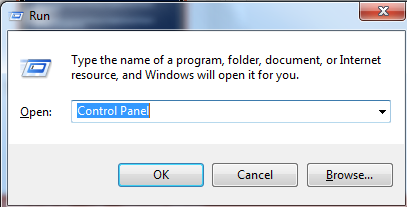 Run
Type the name of a program, folder, document, or Internet
resource, and Windows will open it for you.
Open: Control Panel
OK Cancel Browse...